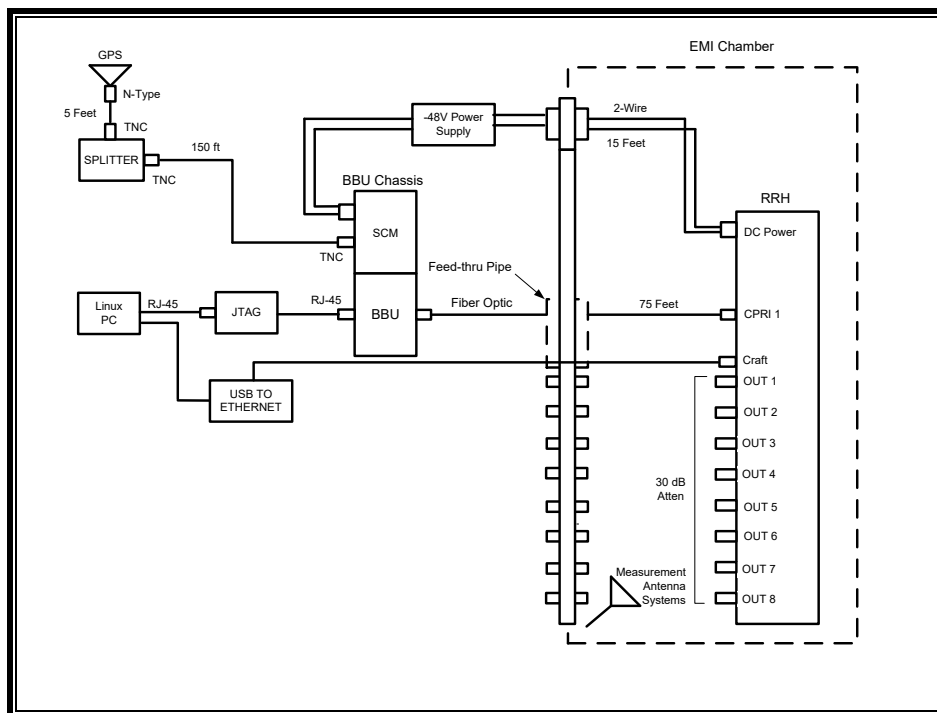 GPS
N-Type
5 Feet
TNC
SPLITTER
150 ft
TNC
EMI Chamber
-48V Power
Supply
2-Wire
15 Feet
BBU Chassis
SCM
TNC
RRH
DC Power
Feed-thru Pipe
Linux
PC
RJ-45
JTAG
RJ-45
BBU
Fiber Optic
75 Feet
CPRI 1
Craft
USB TO
ETHERNET
OUT 1
OUT 2
OUT 3
OUT 4
30 dB
Atten
OUT 5
OUT 6
OUT 7
OUT 8
Measurement
Antenna
Systems